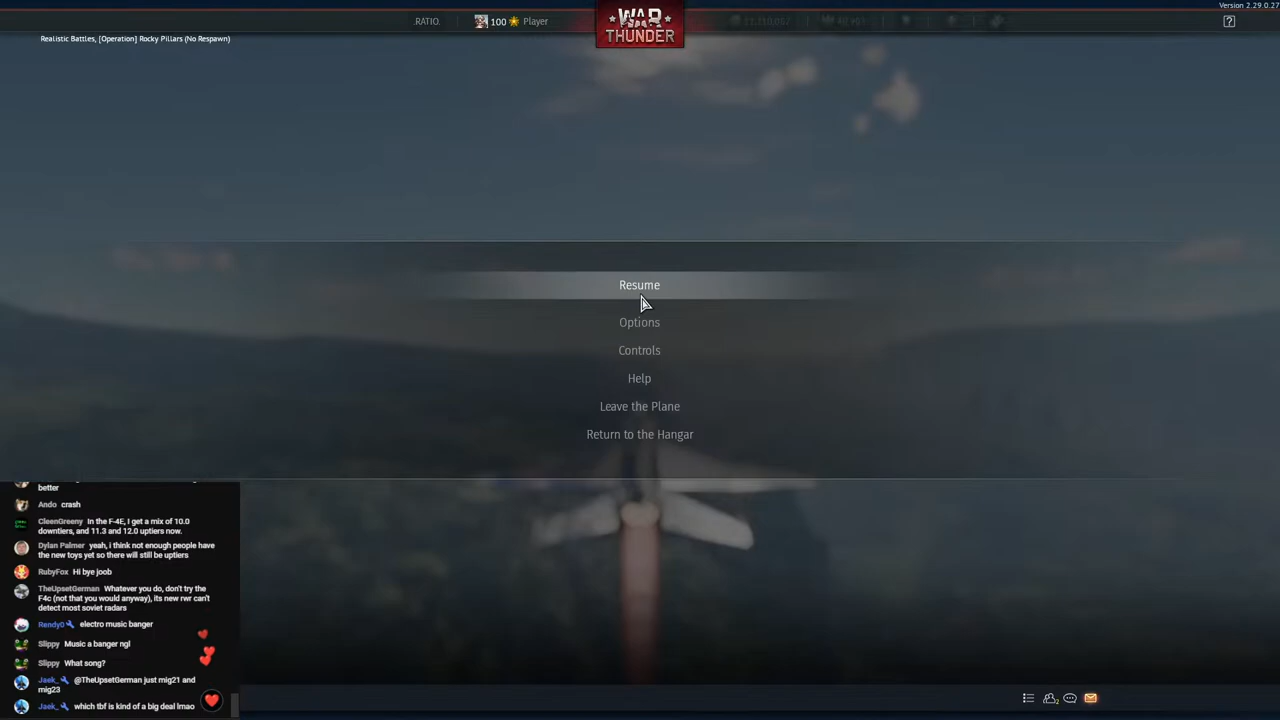 Version 2.29.0.27
.RATIO. 100 Player
WAR
THUNDER
Realistic Battles, [Operation] Rocky Pillars (No Respawn)
Resume
Options
Controls
Help
Leave the Plane
Return to the Hangar
better
Ando crash
CleenGreeny In the F-4E, I get a mix of 10.0
downtiers, and 11.3 and 12.0 uptiers now.
Dylan Palmer yeah, i think not enough people have
the new toys yet so there will still be uptiers
RubyFox Hi bye joob
TheUpsetGerman Whatever you do, don't try the
F4c (not that you would anyway), its new rwr can't
detect most soviet radars
RendyD electro music banger
Slippy Music a banger ngl
Slippy What song?
Jaek_ @TheUpsetGerman just mig21 and
mig23
Jaek_ which tbf is kind of a big deal lmao
2